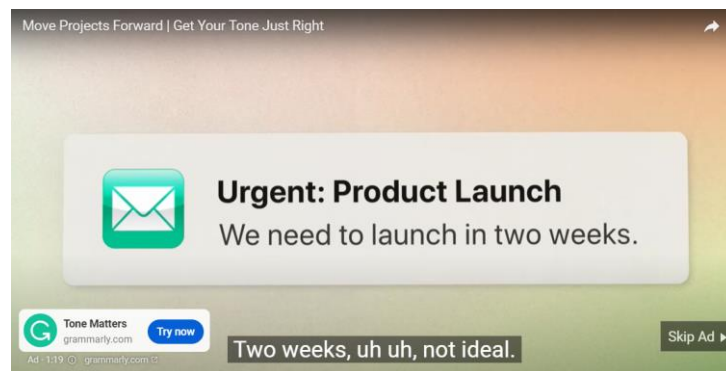 Move Projects Forward | Get Your Tone Just Right
Urgent: Product Launch
We need to launch in two weeks.
Tone Matters
grammarly.com
Try now
Skip Ad
Two weeks, uh uh, not ideal.
Ad · 1:19 grammarly.com